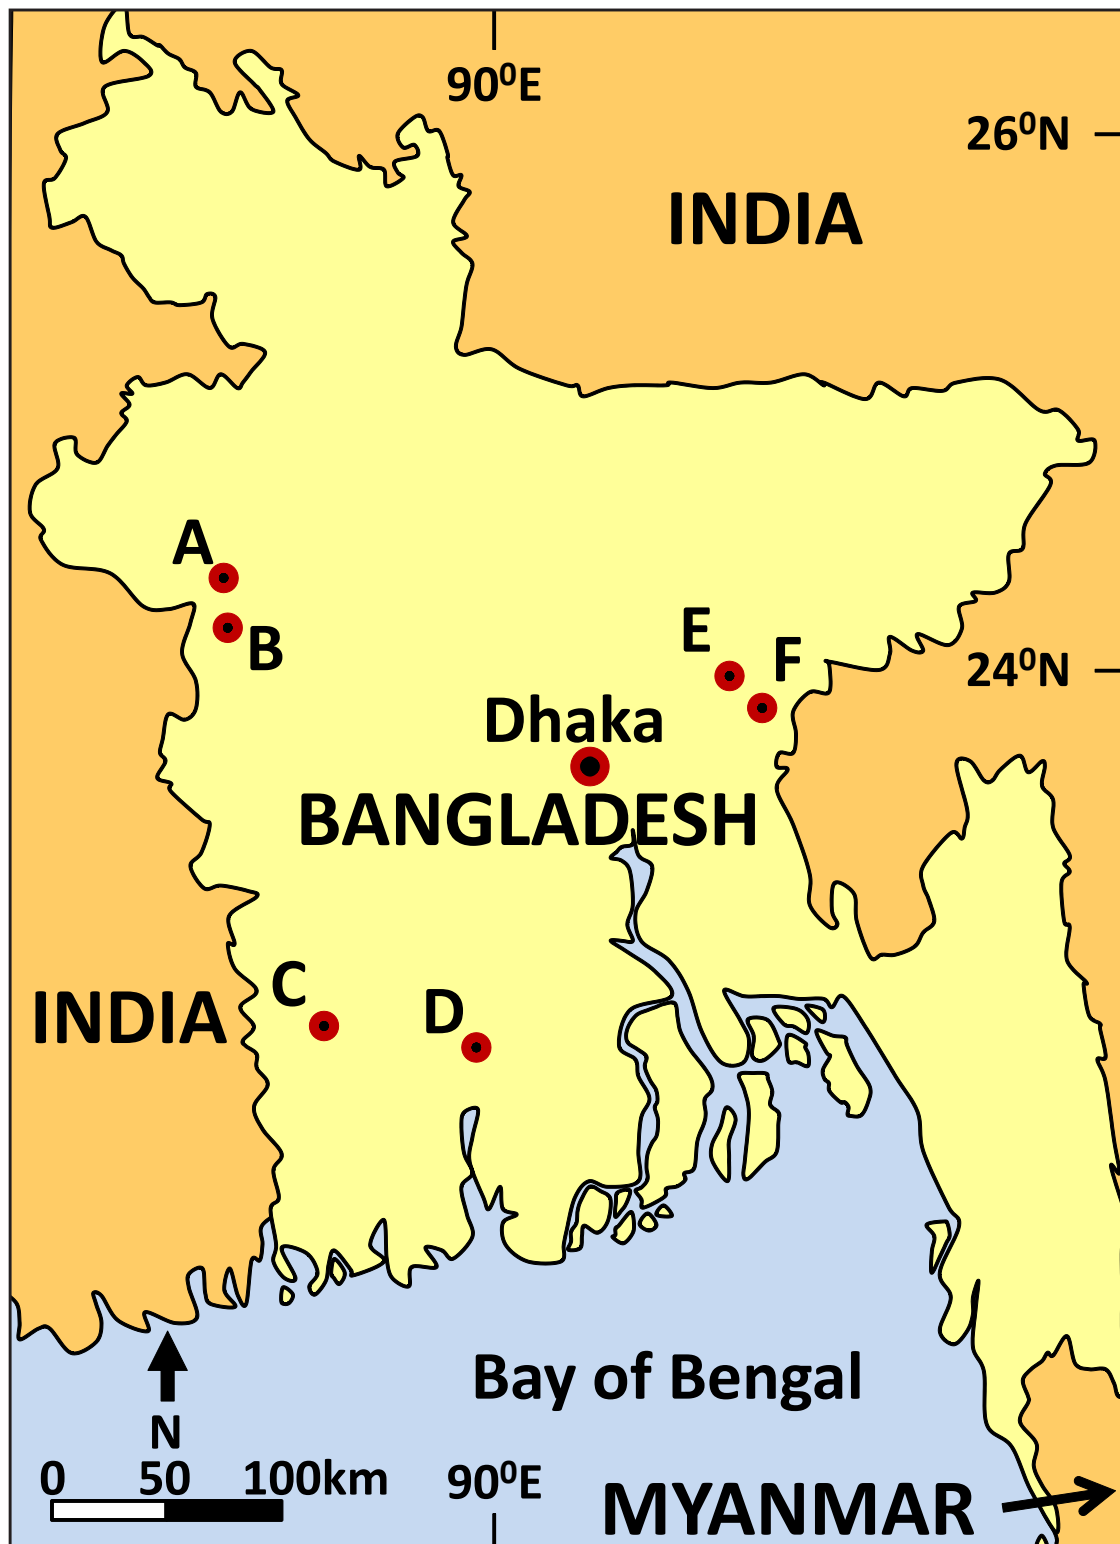 90⁰E
26⁰N
INDIA
A
B
E
F
24⁰N
Dhaka
BANGLADESH
C
D
INDIA
Bay of Bengal
N
0 50 100km
90⁰E
MYANMAR